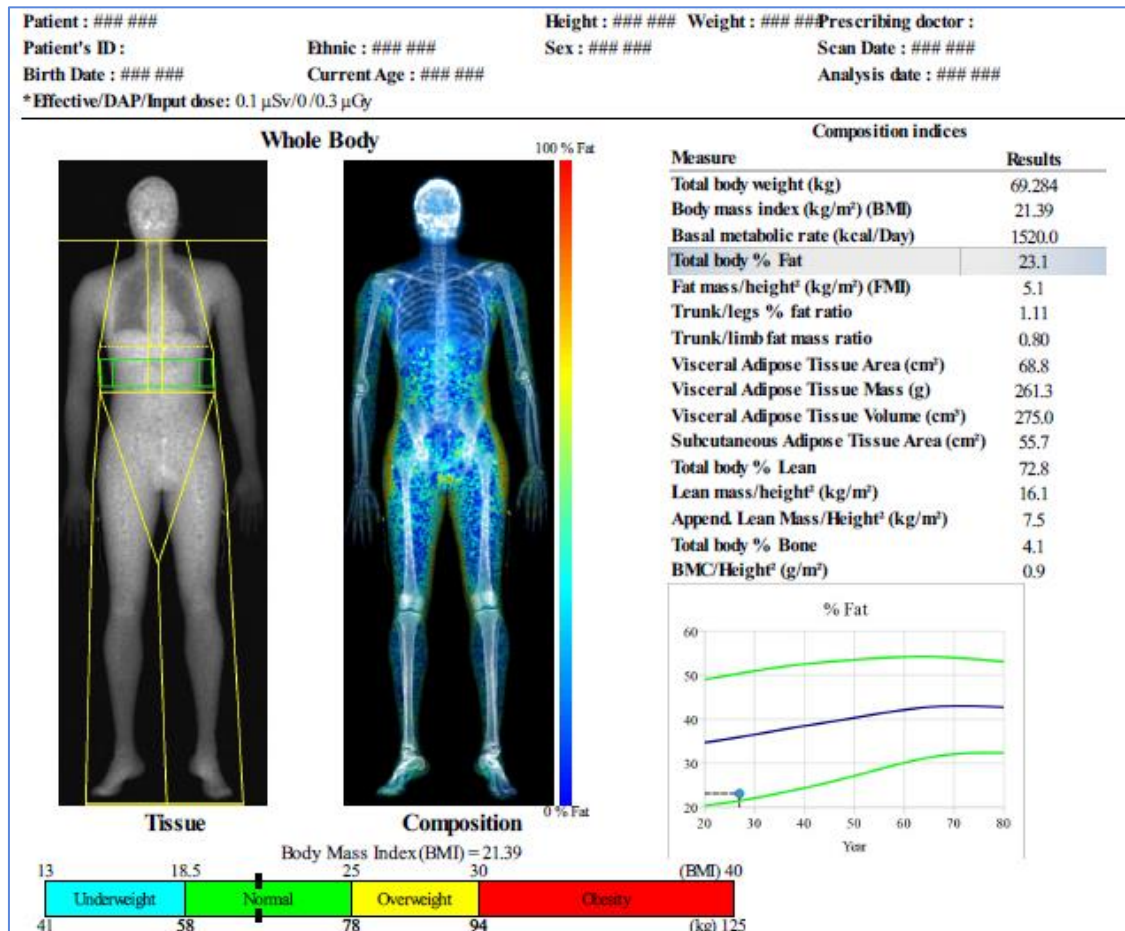 Patient : ### ### Height : ### ### Weight : ### ### Prescribing doctor :
Patient's ID : Ethnic : ### ### Sex : ### ### Scan Date : ### ###
Birth Date : ### ### Current Age : ### ### Analysis date : ### ###
*Effective/DAP/Input dose: 0.1 µSv/0 /0.3 µGy
Whole Body
100 % Fat
0 % Fat
Tissue
Composition
Composition indices
Measure Results
Total body weight (kg) 69.284
Body mass index (kg/m²) (BMI) 21.39
Basal metabolic rate (kcal/Day) 1520.0
Total body % Fat 23.1
Fat mass/height² (kg/m²) (FMI) 5.1
Trunk/legs % fat ratio 1.11
Trunk/limb fat mass ratio 0.80
Visceral Adipose Tissue Area (cm²) 68.8
Visceral Adipose Tissue Mass (g) 261.3
Visceral Adipose Tissue Volume (cm³) 275.0
Subcutaneous Adipose Tissue Area (cm²) 55.7
Total body % Lean 72.8
Lean mass/height² (kg/m²) 16.1
Append. Lean Mass/Height² (kg/m²) 7.5
Total body % Bone 4.1
BMC/Height² (g/m²) 0.9
% Fat
60
50
40
30
20
20 30 40 50 60 70 80
Year
Body Mass Index (BMI) = 21.39
13 18.5 25 30 (BMI) 40
Underweight Normal Overweight Obesity
41 58 78 94 (kg) 125